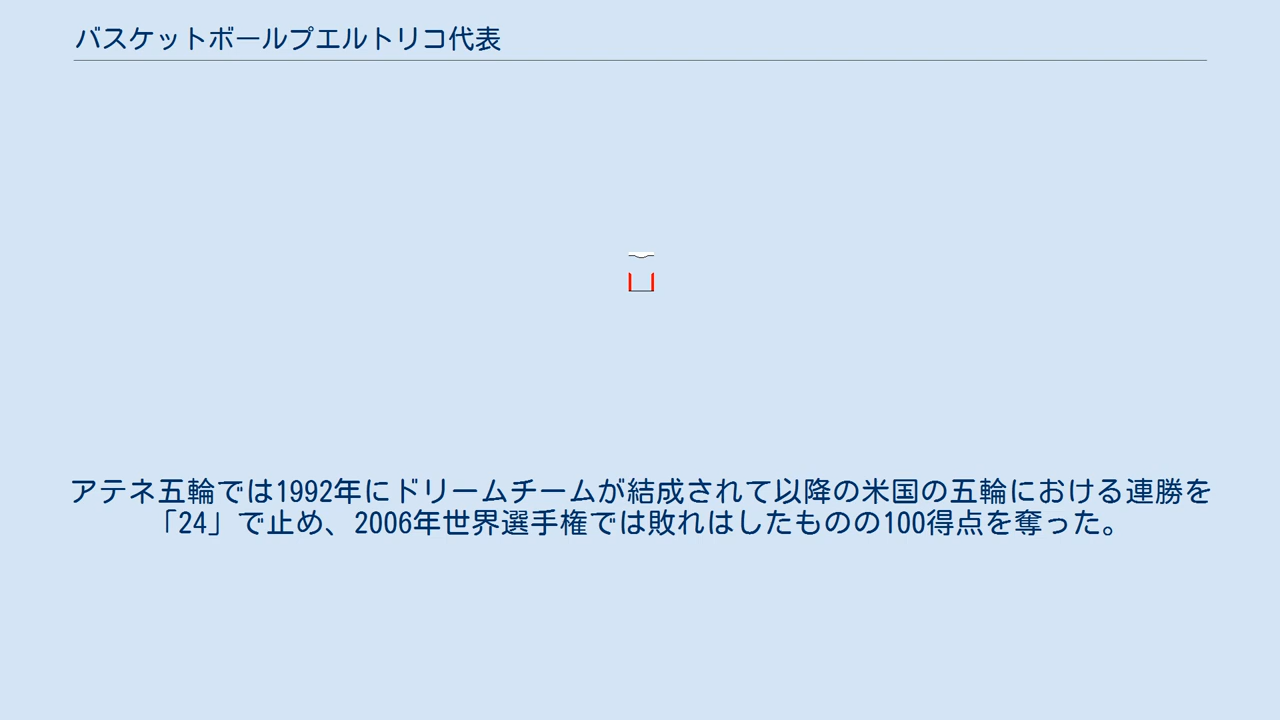 バスケットボールプエルトリコ代表
アテネ五輪では1992年にドリームチームが結成されて以降の米国の五輪における連勝を
「24」で止め、2006年世界選手権では敗れはしたものの100得点を奪った。